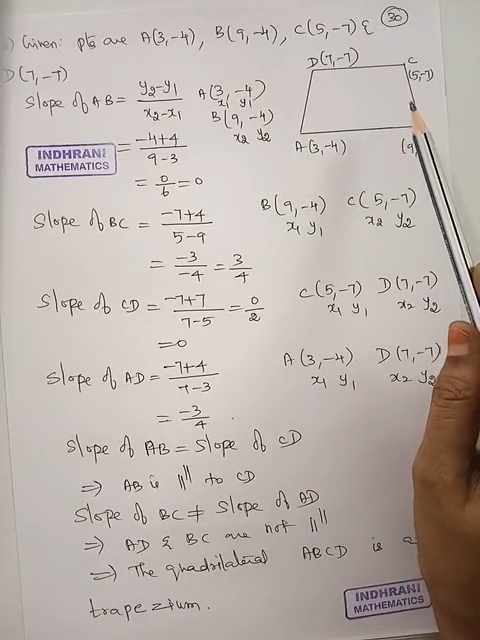 ) Given: pts are A(3,-4), B(9,-4), C(5,-7) &
30
D(7,-7)
D(7,-7)
C
(5,-7)
A(3,-4)
(9,
Slope of AB = y2-y1 / x2-x1
A(3,-4)
x1 y1
B(9,-4)
x2 y2
= -4+4 / 9-3
= 0/6 = 0
INDHRANI
MATHEMATICS
Slope of BC = -7+4 / 5-9
B(9,-4) C(5,-7)
x1 y1 x2 y2
= -3/-4 = 3/4
Slope of CD = -7+7 / 7-5 = 0/2
C(5,-7) D(7,-7)
x1 y1 x2 y2
= 0
Slope of AD = -7+4 / 7-3
A(3,-4) D(7,-7)
x1 y1 x2 y2
= -3/4 .
Slope of AB = Slope of CD
⇒ AB is ||" to CD
Slope of BC ≠ Slope of AD
⇒ AD & BC are not ||"
⇒ The quadrilateral ABCD is a
trapezium.
INDHRANI
MATHEMATICS